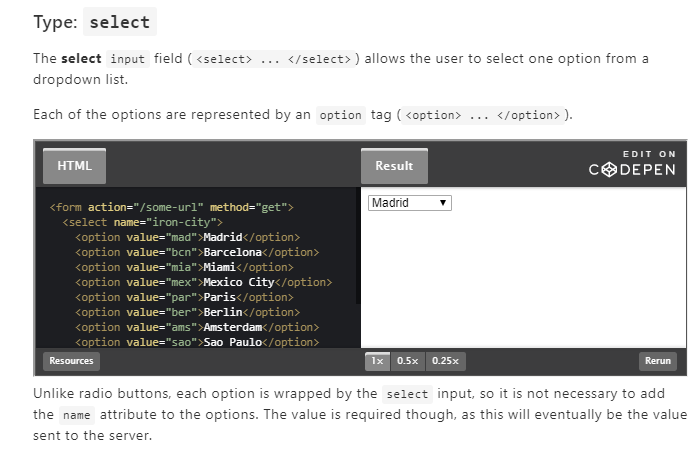 Type: select
The select input field ( <select> ... </select> ) allows the user to select one option from a
dropdown list.
Each of the options are represented by an option tag ( <option> ... </option> ).
HTML
Result
EDIT ON
CODEPEN
<form action="/some-url" method="get">
<select name="iron-city">
<option value="mad">Madrid</option>
<option value="bcn">Barcelona</option>
<option value="mia">Miami</option>
<option value="mex">Mexico City</option>
<option value="par">Paris</option>
<option value="ber">Berlin</option>
<option value="ams">Amsterdam</option>
<option value="sao">Sao Paulo</option>
Madrid
Resources
1x 0.5x 0.25x
Rerun
Unlike radio buttons, each option is wrapped by the select input, so it is not necessary to add
the name attribute to the options. The value is required though, as this will eventually be the value
sent to the server.